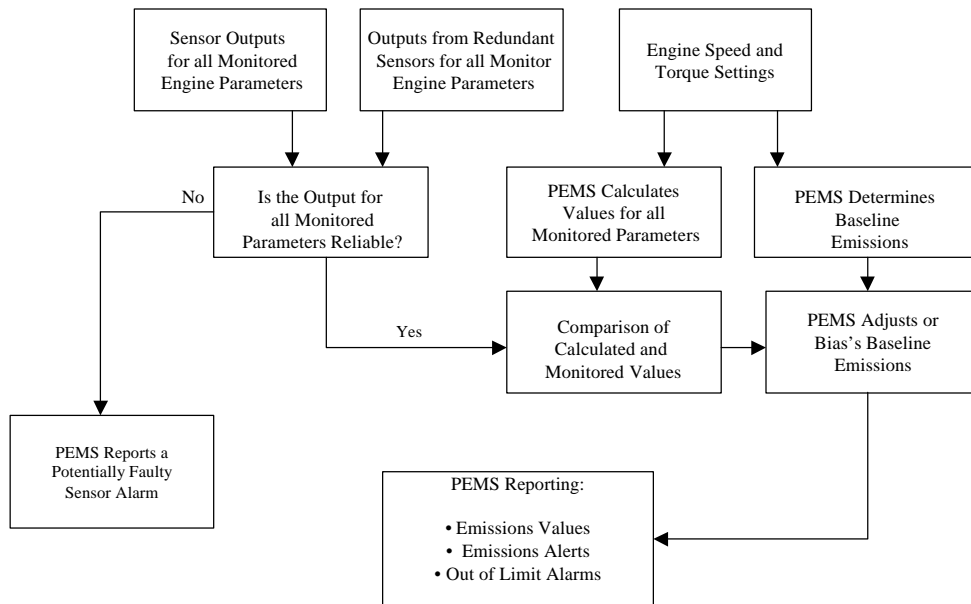 Sensor Outputs
for all Monitored
Engine Parameters
Outputs from Redundant
Sensors for all Monitor
Engine Parameters
Engine Speed and
Torque Settings
No
Is the Output for
all Monitored
Parameters Reliable?
PEMS Calculates
Values for all
Monitored Parameters
PEMS Determines
Baseline
Emissions
Yes
Comparison of
Calculated and
Monitored Values
PEMS Adjusts or
Bias's Baseline
Emissions
PEMS Reports a
Potentially Faulty
Sensor Alarm
PEMS Reporting:
• Emissions Values
• Emissions Alerts
• Out of Limit Alarms